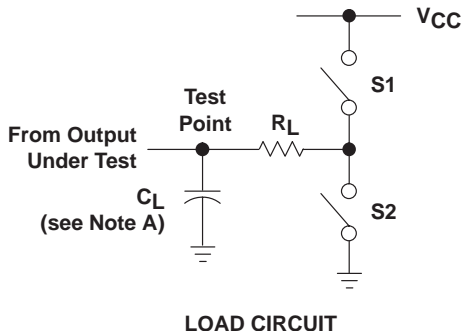 VCC
S1
Test
Point
RL
From Output
Under Test
CL
(see Note A)
S2
LOAD CIRCUIT